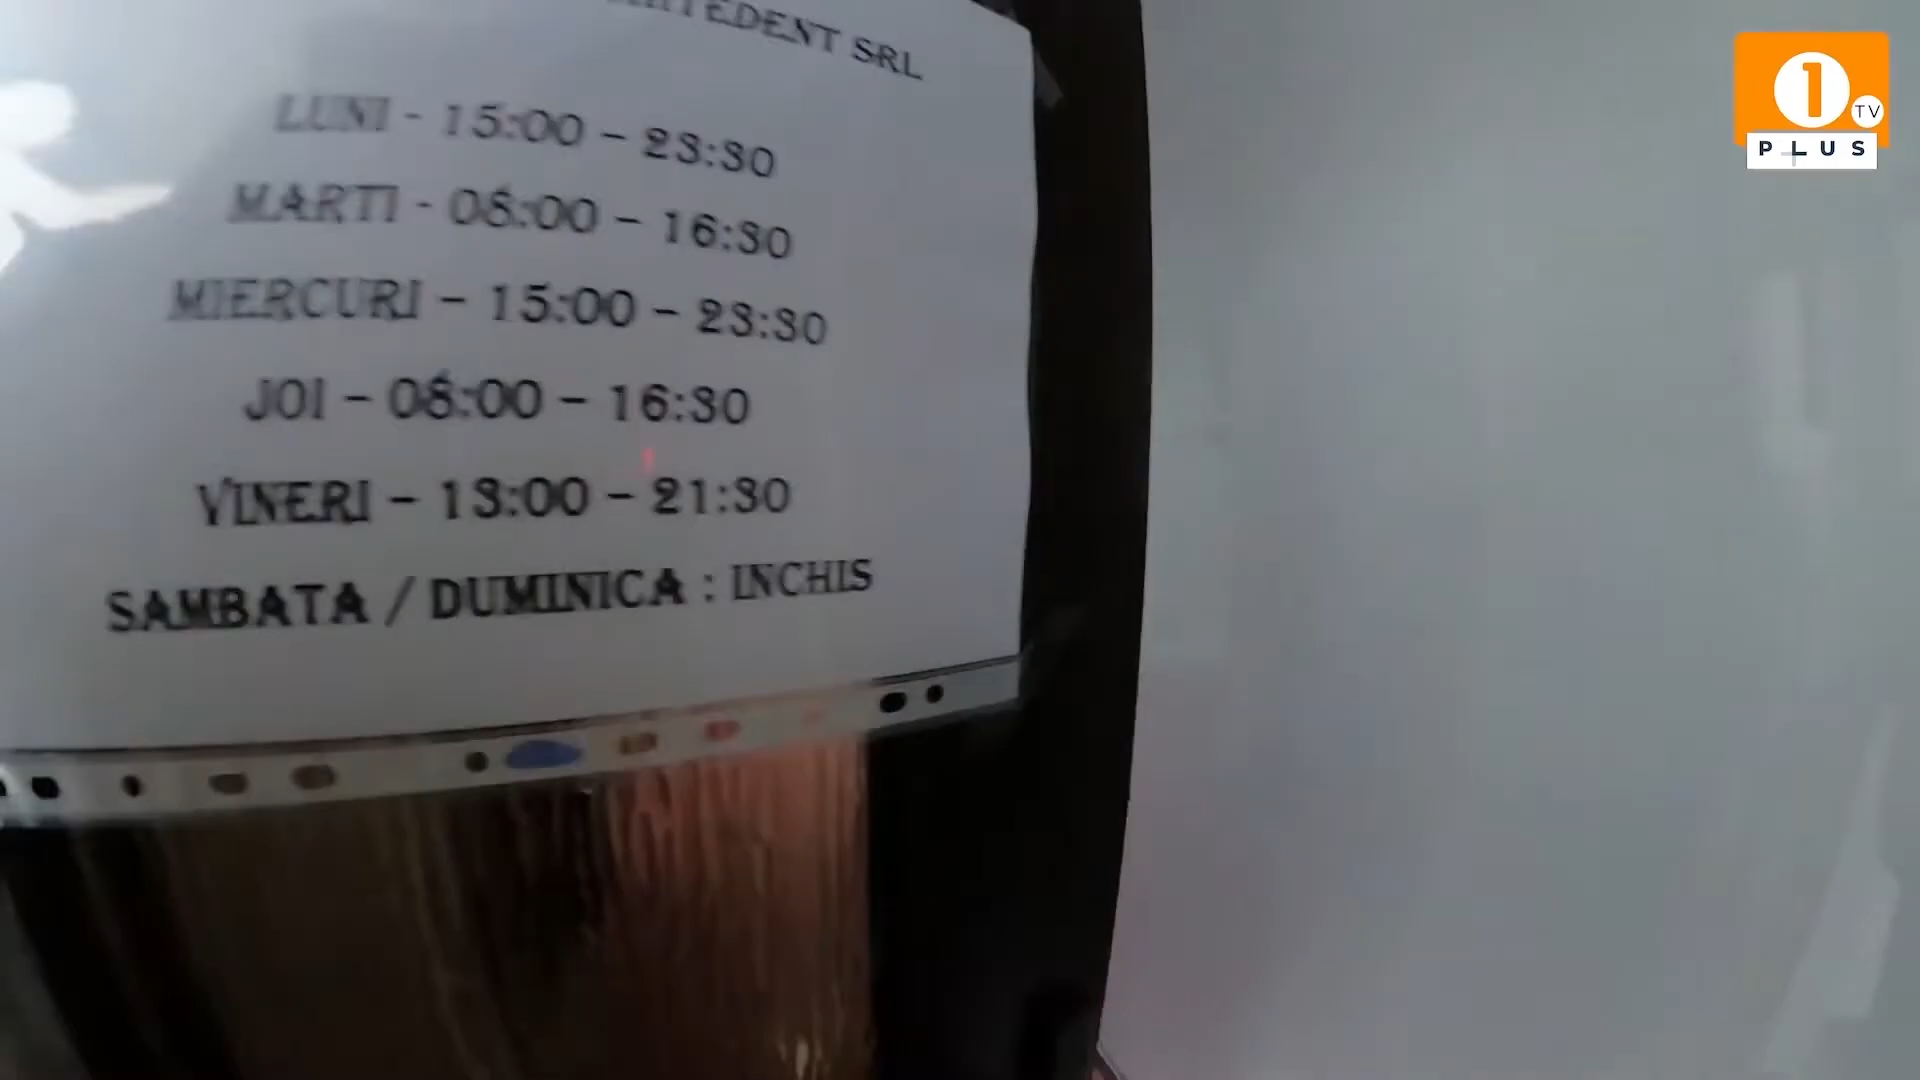 SRL
LUNI - 15:00 – 23:30
MARTI - 08:00 – 16:30
MIERCURI – 15:00 – 23:30
JOI – 08:00 – 16:30
VINERI – 13:00 – 21:30
SAMBATA / DUMINICA : INCHIS
1 TV
PLUS